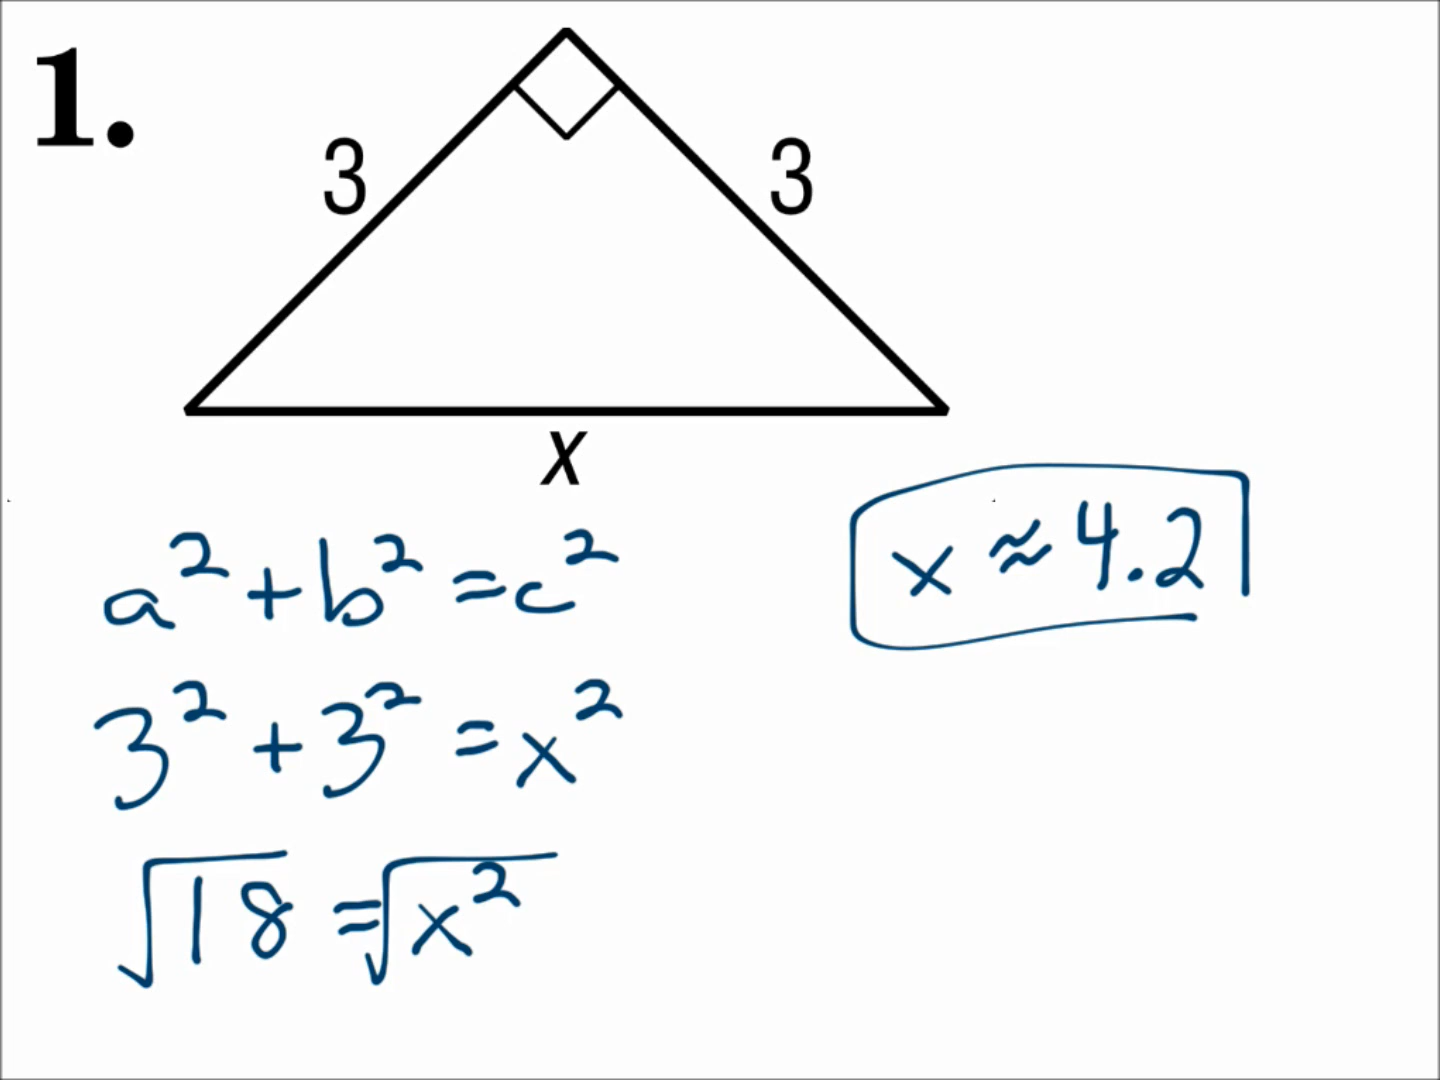 1.
3 3
x
a² + b² = c²
x ≈ 4.2
3² + 3² = x²
√18 = √x²